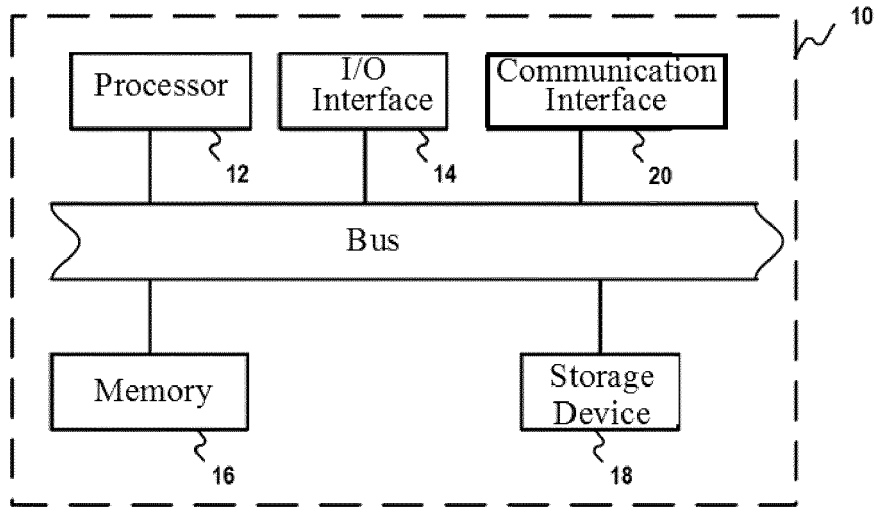 10
Processor
I/O
Interface
Communication
Interface
12
14
20
Bus
Memory
Storage
Device
16
18